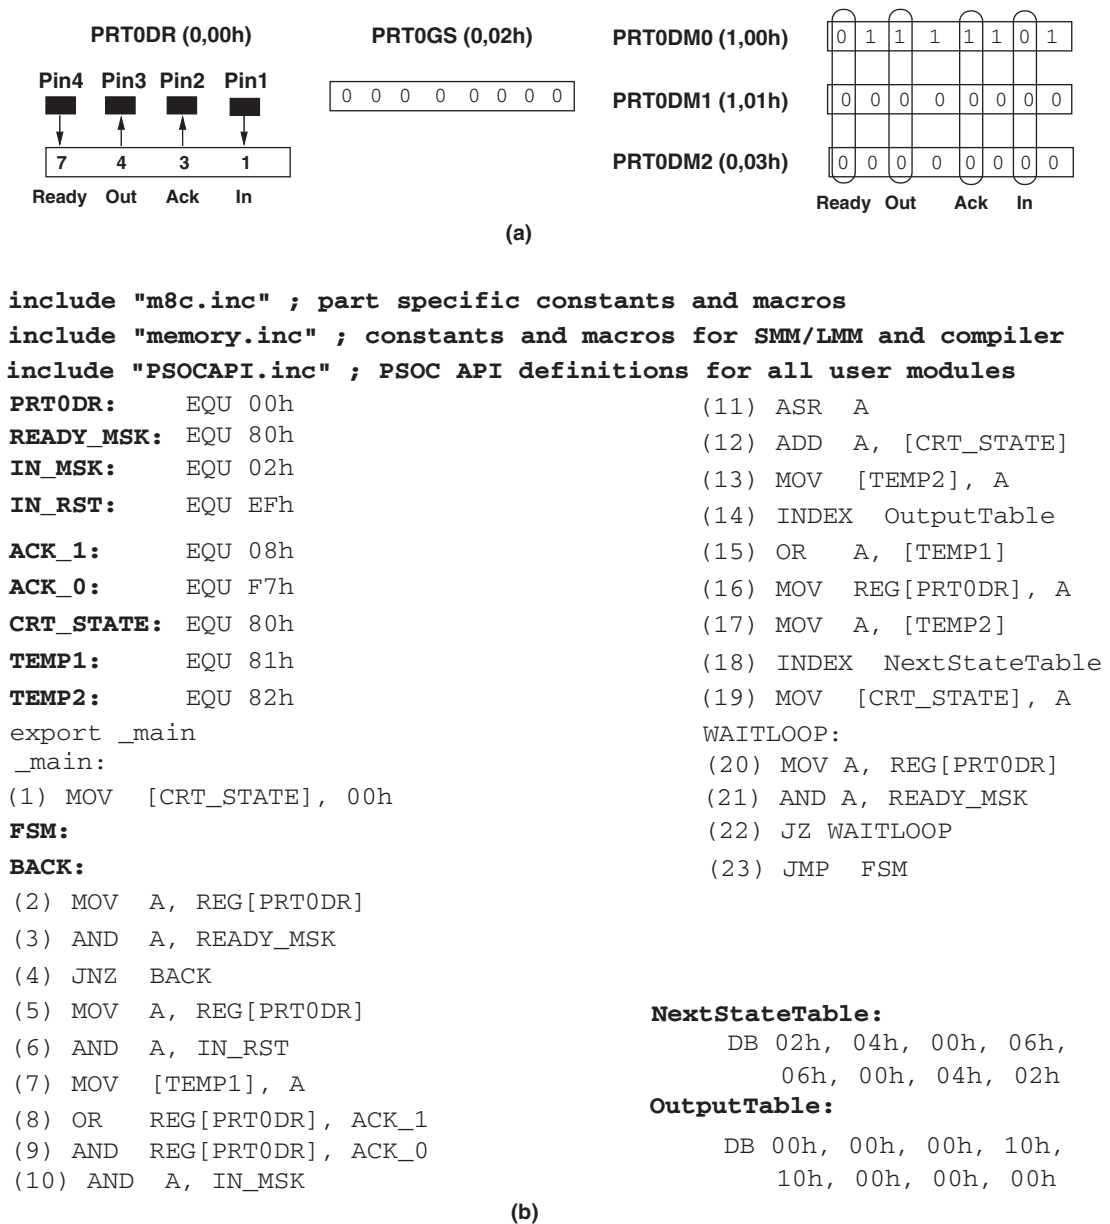 PRT0DR (0,00h) PRT0GS (0,02h) PRT0DM0 (1,00h) 0 1 1 1 1 1 0 1
Pin4 Pin3 Pin2 Pin1
0 0 0 0 0 0 0 0
PRT0DM1 (1,01h) 0 0 0 0 0 0 0 0
7 4 3 1
PRT0DM2 (0,03h) 0 0 0 0 0 0 0 0
Ready Out Ack In
Ready Out Ack In
(a)
include "m8c.inc" ; part specific constants and macros
include "memory.inc" ; constants and macros for SMM/LMM and compiler
include "PSOCAPI.inc" ; PSOC API definitions for all user modules
PRT0DR: EQU 00h
READY_MSK: EQU 80h
IN_MSK: EQU 02h
IN_RST: EQU EFh
ACK_1: EQU 08h
ACK_0: EQU F7h
CRT_STATE: EQU 80h
TEMP1: EQU 81h
TEMP2: EQU 82h
export _main
_main:
(1) MOV [CRT_STATE], 00h
FSM:
BACK:
(2) MOV A, REG[PRT0DR]
(3) AND A, READY_MSK
(4) JNZ BACK
(5) MOV A, REG[PRT0DR]
(6) AND A, IN_RST
(7) MOV [TEMP1], A
(8) OR REG[PRT0DR], ACK_1
(9) AND REG[PRT0DR], ACK_0
(10) AND A, IN_MSK
(11) ASR A
(12) ADD A, [CRT_STATE]
(13) MOV [TEMP2], A
(14) INDEX OutputTable
(15) OR A, [TEMP1]
(16) MOV REG[PRT0DR], A
(17) MOV A, [TEMP2]
(18) INDEX NextStateTable
(19) MOV [CRT_STATE], A
WAITLOOP:
(20) MOV A, REG[PRT0DR]
(21) AND A, READY_MSK
(22) JZ WAITLOOP
(23) JMP FSM
NextStateTable:
DB 02h, 04h, 00h, 06h,
06h, 00h, 04h, 02h
OutputTable:
DB 00h, 00h, 00h, 10h,
10h, 00h, 00h, 00h
(b)